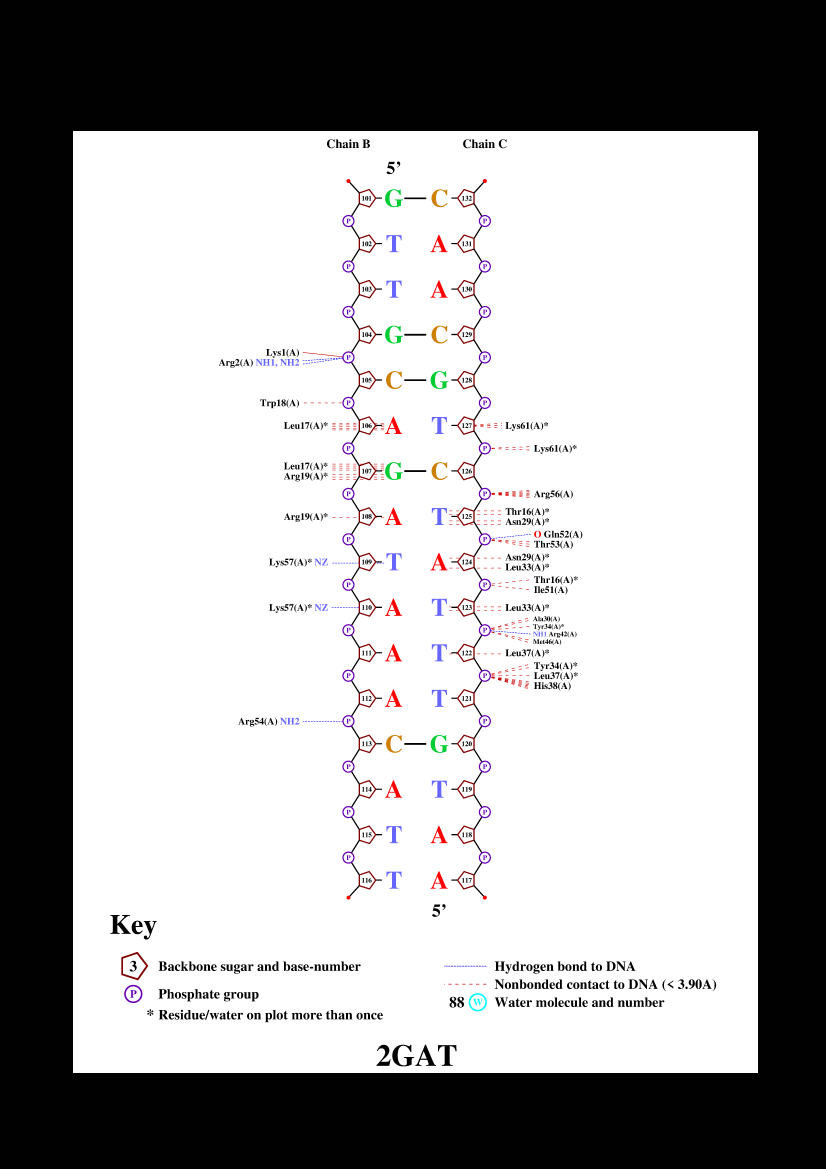 Chain B Chain C
5’
101 G C 132
P P
102 T A 131
P P
103 T A 130
P P
104 G C 129
Lys1(A)
P P
Arg2(A) NH1, NH2
105 C G 128
Trp18(A) P P
Leu17(A)* 106 A T 127 Lys61(A)*
P P Lys61(A)*
Leu17(A)*
107 G C 126
Arg19(A)*
P P Arg56(A)
Thr16(A)*
Arg19(A)* 108 A T 125
Asn29(A)*
O Gln52(A)
P P
Thr53(A)
Asn29(A)*
Lys57(A)* NZ 109 T A 124
Leu33(A)*
Thr16(A)*
P P
Ile51(A)
Lys57(A)* NZ 110 A T 123 Leu33(A)*
Ala30(A)
Tyr34(A)*
P P
NH1 Arg42(A)
Met46(A)
111 A T 122 Leu37(A)*
Tyr34(A)*
P P Leu37(A)*
His38(A)
112 A T 121
Arg54(A) NH2 P P
113 C G 120
P P
114 A T 119
P P
115 T A 118
P P
116 T A 117
5’
Key
3 Backbone sugar and base-number
P Phosphate group
* Residue/water on plot more than once
Hydrogen bond to DNA
Nonbonded contact to DNA (< 3.90A)
88 W Water molecule and number
2GAT